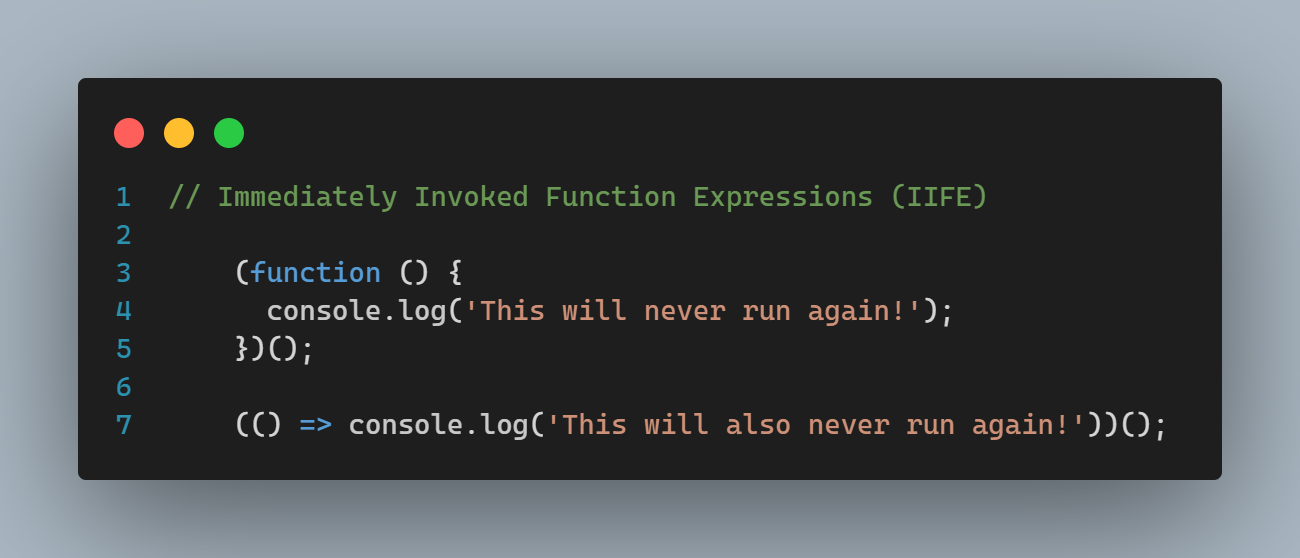 1 // Immediately Invoked Function Expressions (IIFE)
2
3 (function () {
4 console.log('This will never run again!');
5 })();
6
7 (() => console.log('This will also never run again!'))();